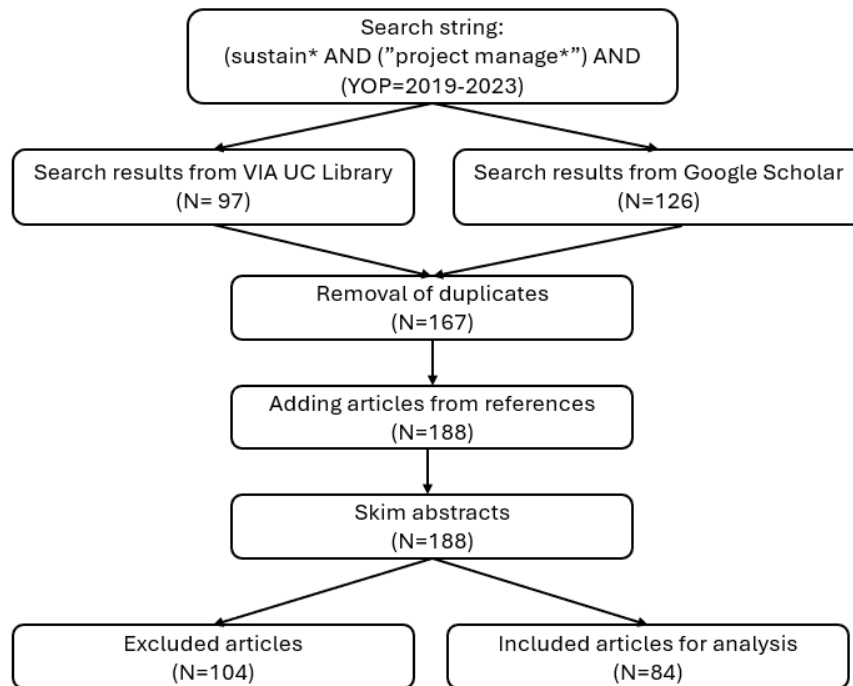 Search string:
(sustain* AND (”project manage*”) AND
(YOP=2019-2023)
Search results from VIA UC Library
(N= 97)
Search results from Google Scholar
(N=126)
Removal of duplicates
(N=167)
Adding articles from references
(N=188)
Skim abstracts
(N=188)
Excluded articles
(N=104)
Included articles for analysis
(N=84)